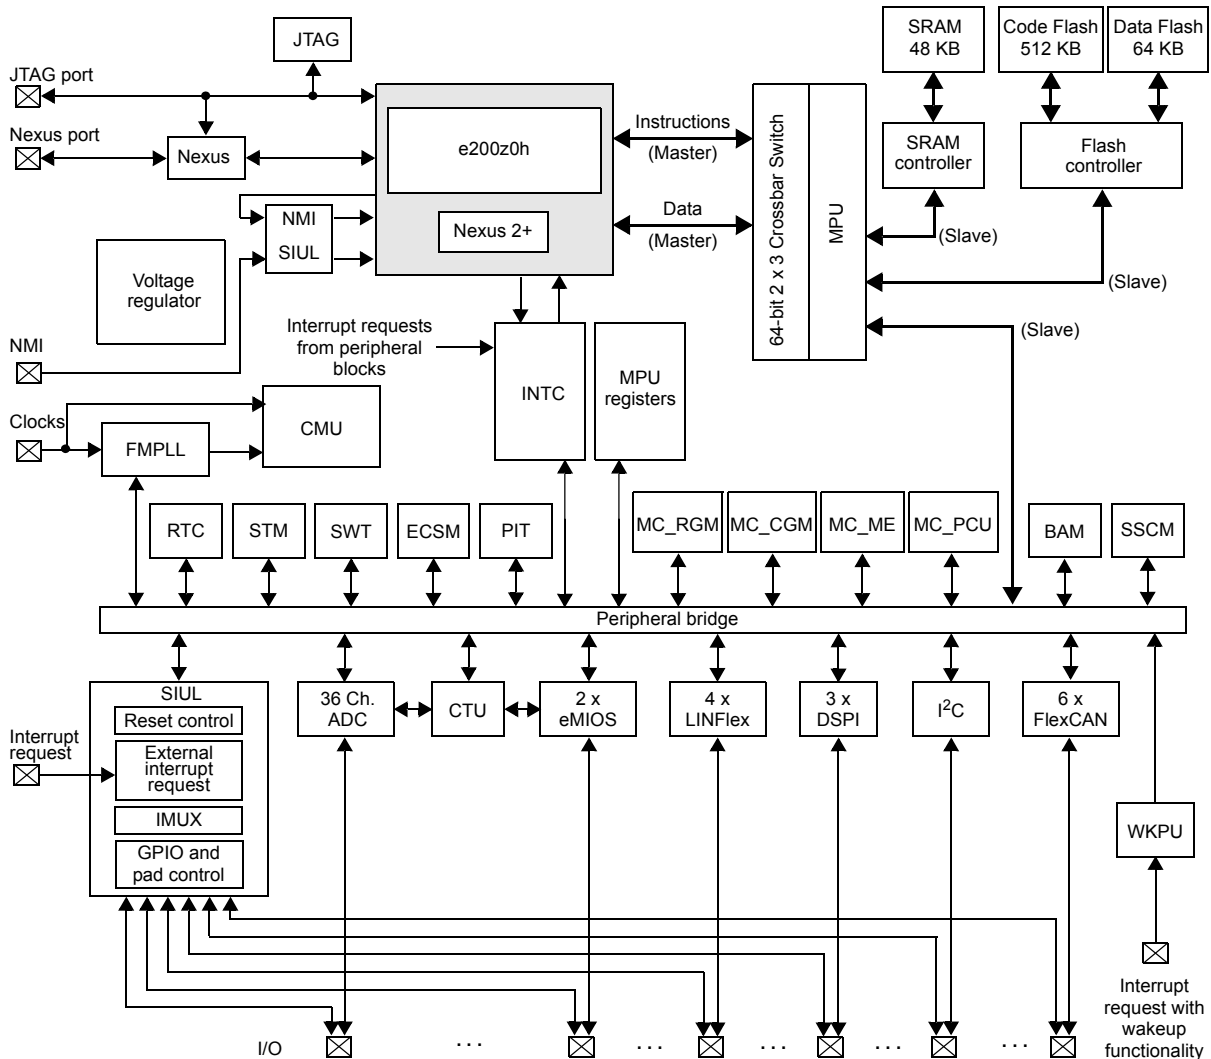 JTAG
SRAM
48 KB
Code Flash
512 KB
Data Flash
64 KB
JTAG port
Nexus port
Nexus
e200z0h
Nexus 2+
Instructions
(Master)
Data
(Master)
64-bit 2 x 3 Crossbar Switch
MPU
SRAM
controller
Flash
controller
(Slave)
(Slave)
(Slave)
NMI
SIUL
Voltage
regulator
NMI
Interrupt requests
from peripheral
blocks
INTC
MPU
registers
Clocks
FMPLL
CMU
RTC
STM
SWT
ECSM
PIT
MC_RGM
MC_CGM
MC_ME
MC_PCU
BAM
SSCM
Peripheral bridge
SIUL
Reset control
External
interrupt
request
IMUX
GPIO and
pad control
Interrupt
request
36 Ch.
ADC
CTU
2 x
eMIOS
4 x
LINFlex
3 x
DSPI
I²C
6 x
FlexCAN
WKPU
I/O
. . .
. . .
. . .
. . .
. . .
Interrupt
request with
wakeup
functionality